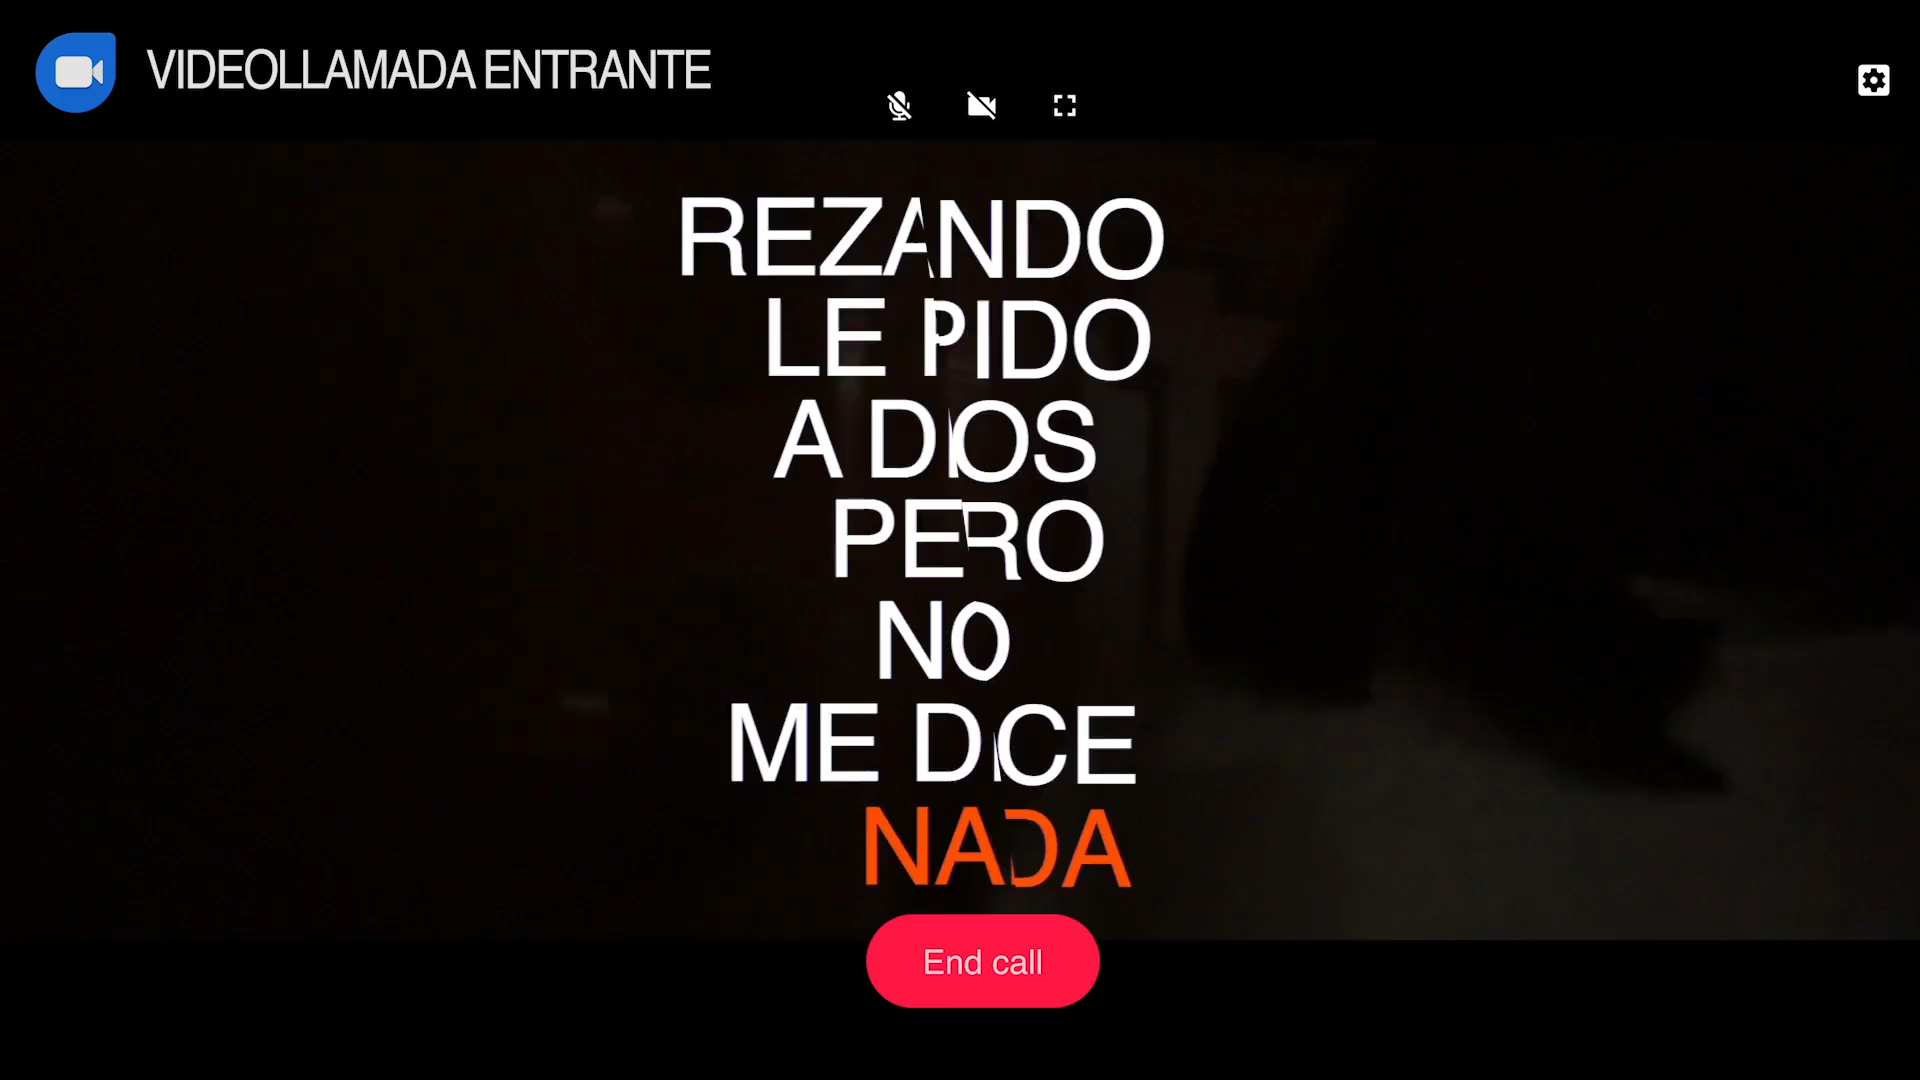 VIDEOLLAMADA ENTRANTE
REZANDO
LE PIDO
A DIOS
PERO
NO
ME DICE
NADA
End call